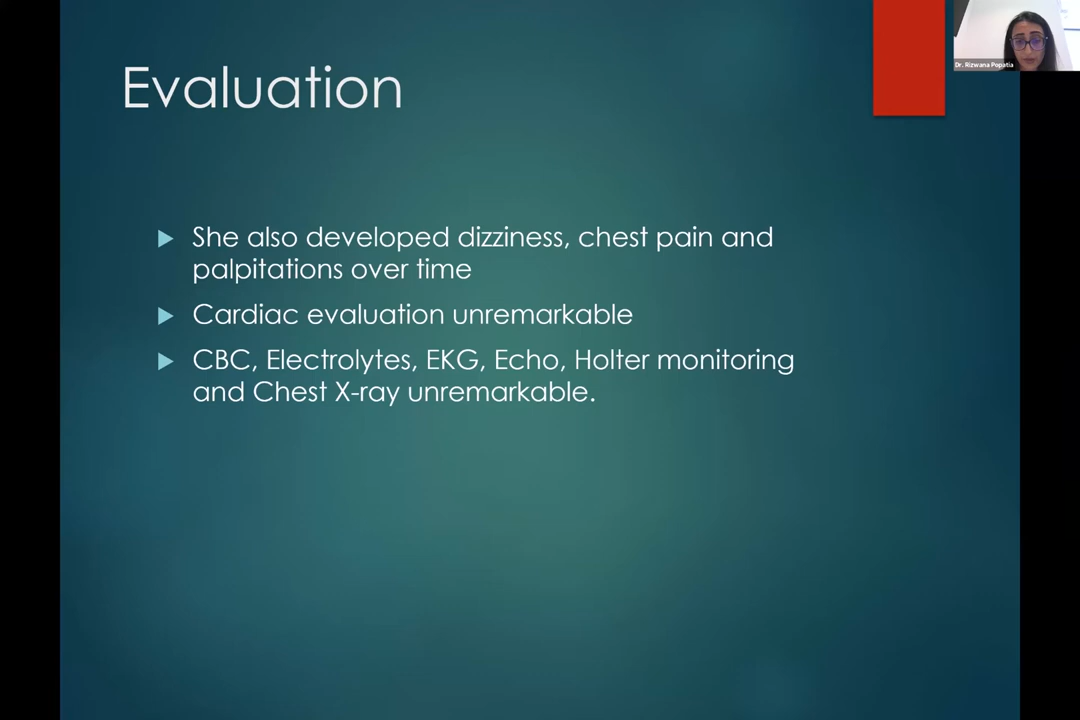 Dr. Rizwana Popatia
Evaluation
She also developed dizziness, chest pain and
palpitations over time
Cardiac evaluation unremarkable
CBC, Electrolytes, EKG, Echo, Holter monitoring
and Chest X-ray unremarkable.